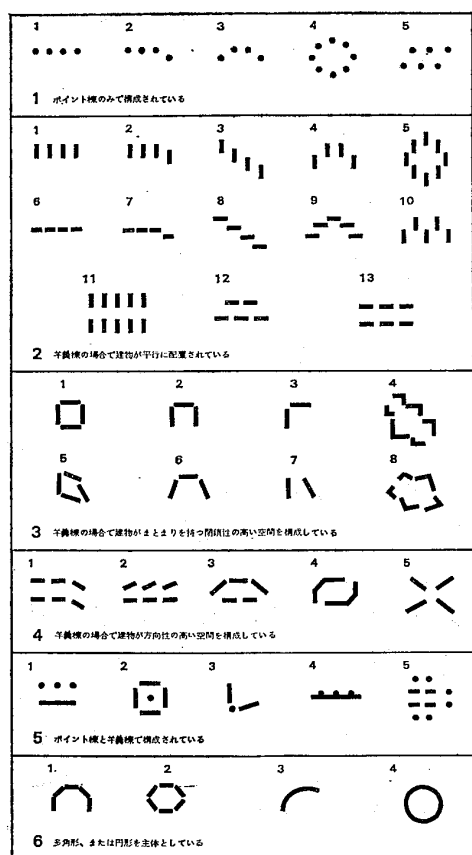 1 2 3 4 5
1 ポイント棟のみで構成されている
1 2 3 4 5
6 7 8 9 10
11 12 13
2 羊羹棟の場合で建物が平行に配置されている
1 2 3 4
5 6 7 8
3 羊羹棟の場合で建物がまとまりを持つ閉鎖性の高い空間を構成している
1 2 3 4 5
4 羊羹棟の場合で建物が方向性の高い空間を構成している
1 2 3 4 5
5 ポイント棟と羊羹棟で構成されている
1. 2 3 4
6 多角形、または円形を主体としている